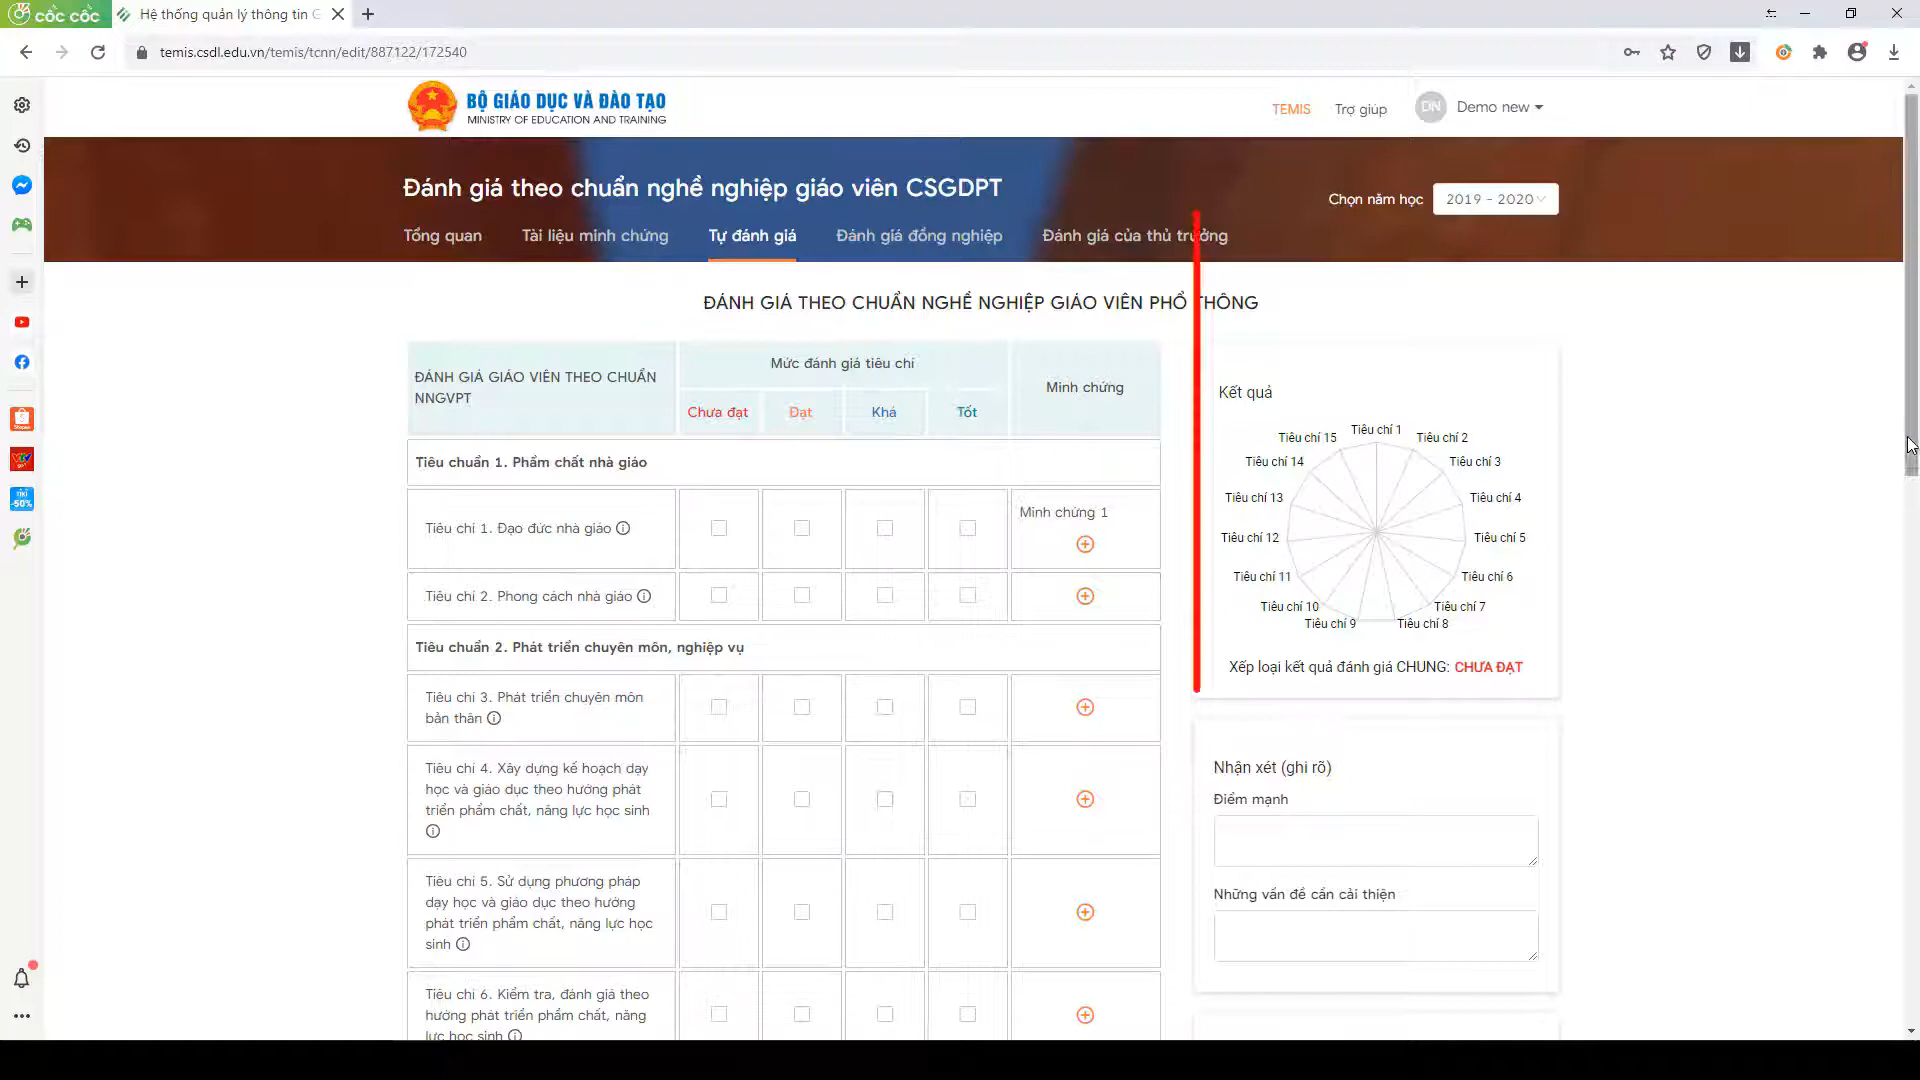 cốc cốc
Hệ thống quản lý thông tin G
temis.csdl.edu.vn/temis/tcnn/edit/887122/172540
BỘ GIÁO DỤC VÀ ĐÀO TẠO
MINISTRY OF EDUCATION AND TRAINING
TEMIS
Trợ giúp
DN
Demo new
Đánh giá theo chuẩn nghề nghiệp giáo viên CSGDPT
Chọn năm học
2019 - 2020
Tổng quan
Tài liệu minh chứng
Tự đánh giá
Đánh giá đồng nghiệp
Đánh giá của thủ trưởng
ĐÁNH GIÁ THEO CHUẨN NGHỀ NGHIỆP GIÁO VIÊN PHỔ THÔNG
ĐÁNH GIÁ GIÁO VIÊN THEO CHUẨN
NNGVPT
Mức đánh giá tiêu chí
Chưa đạt
Đạt
Khá
Tốt
Minh chứng
Tiêu chuẩn 1. Phẩm chất nhà giáo
Tiêu chí 1. Đạo đức nhà giáo
Minh chứng 1
Tiêu chí 2. Phong cách nhà giáo
Tiêu chuẩn 2. Phát triển chuyên môn, nghiệp vụ
Tiêu chí 3. Phát triển chuyên môn
bản thân
Tiêu chí 4. Xây dựng kế hoạch dạy
học và giáo dục theo hướng phát
triển phẩm chất, năng lực học sinh
Tiêu chí 5. Sử dụng phương pháp
dạy học và giáo dục theo hướng
phát triển phẩm chất, năng lực học
sinh
Tiêu chí 6. Kiểm tra, đánh giá theo
hướng phát triển phẩm chất, năng
lực học sinh
Kết quả
Tiêu chí 1
Tiêu chí 2
Tiêu chí 3
Tiêu chí 4
Tiêu chí 5
Tiêu chí 6
Tiêu chí 7
Tiêu chí 8
Tiêu chí 9
Tiêu chí 10
Tiêu chí 11
Tiêu chí 12
Tiêu chí 13
Tiêu chí 14
Tiêu chí 15
Xếp loại kết quả đánh giá CHUNG: CHƯA ĐẠT
Nhận xét (ghi rõ)
Điểm mạnh
Những vấn đề cần cải thiện